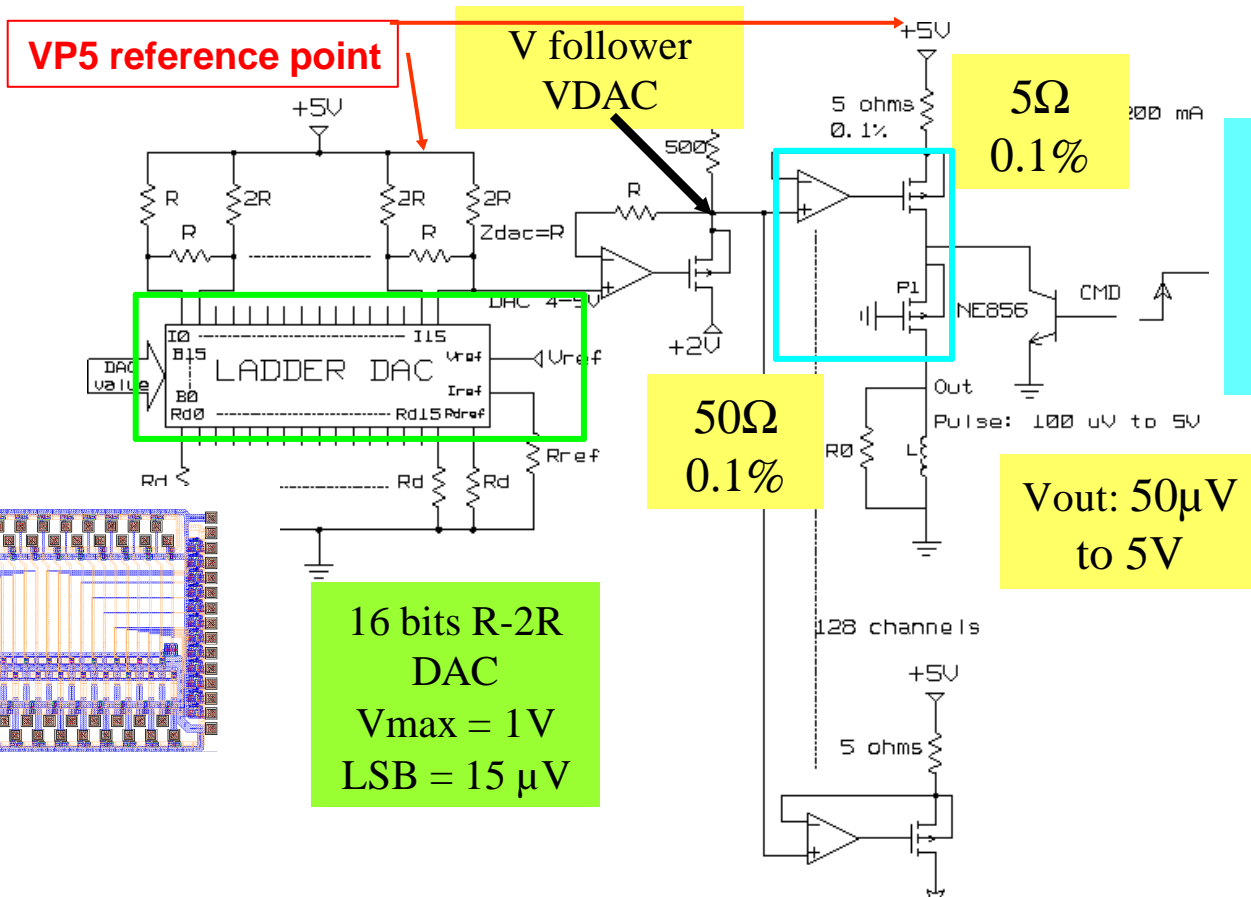 VP5 reference point
V follower
VDAC
+5V
+5V
5 ohms
0.1%
5Ω
0.1%
200 mA
500
R
2R
2R
2R
R
R
Zdac=R
R
DAC 4-5V
I0
I15
B15
B0
DAC
value
LADDER DAC
Vref
Vref
Iref
Rd0
Rd15
Rdref
Rref
Rd
Rd
Rd
+2V
P1
NE856
CMD
Out
Pulse: 100 uV to 5V
R0
L
50Ω
0.1%
Vout: 50µV
to 5V
16 bits R-2R
DAC
Vmax = 1V
LSB = 15 µV
128 channels
+5V
5 ohms